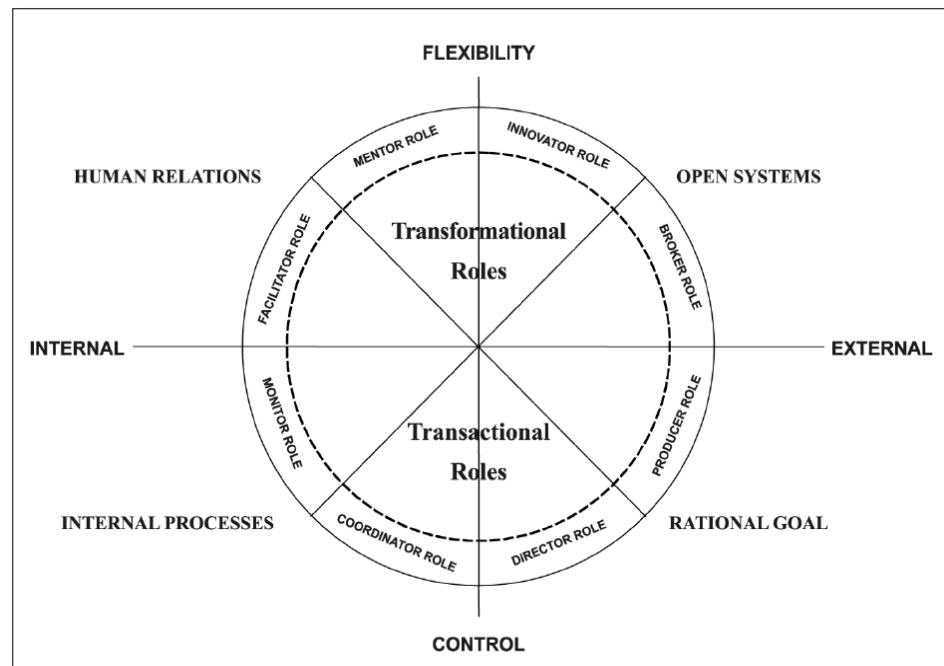 FLEXIBILITY
MENTOR ROLE
INNOVATOR ROLE
HUMAN RELATIONS
OPEN SYSTEMS
FACILITATOR ROLE
BROKER ROLE
Transformational
Roles
INTERNAL
EXTERNAL
MONITOR ROLE
PRODUCER ROLE
Transactional
Roles
INTERNAL PROCESSES
RATIONAL GOAL
COORDINATOR ROLE
DIRECTOR ROLE
CONTROL